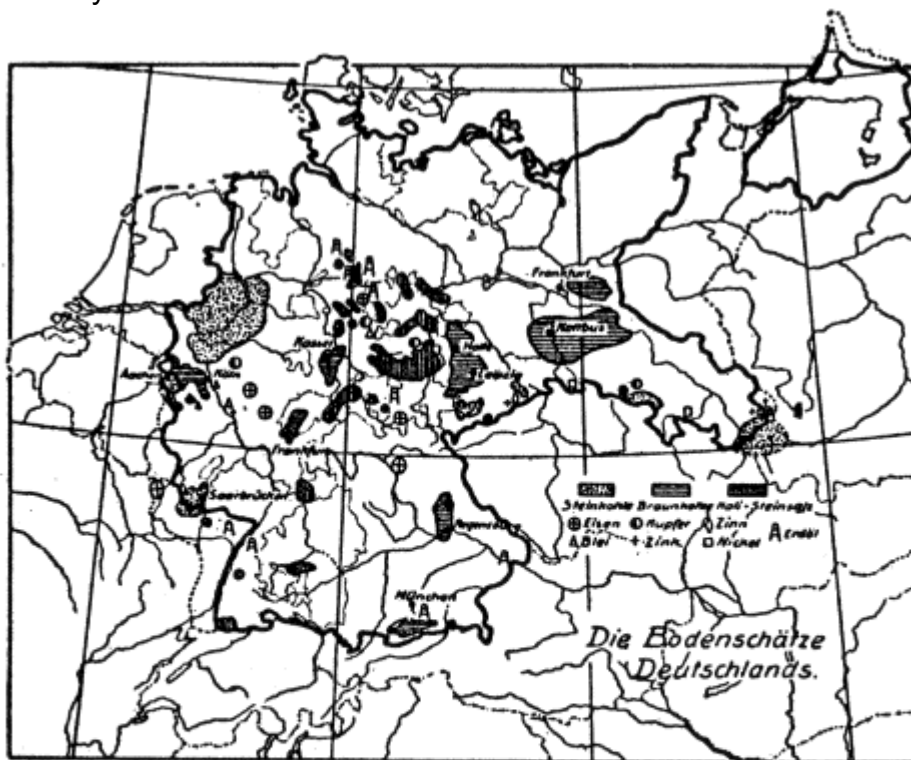 Frankfurt
Kottbus
Kassel
Halle
Leipzig
Aachen
Köln
Frankfurt
Saarbrücken
Regensburg
Steinkohle Braunkohle Kali-Steinsalz
Eisen Kupfer Zinn
Blei Zink Nickel Erdöl
München
Die Bodenschätze
Deutschlands.